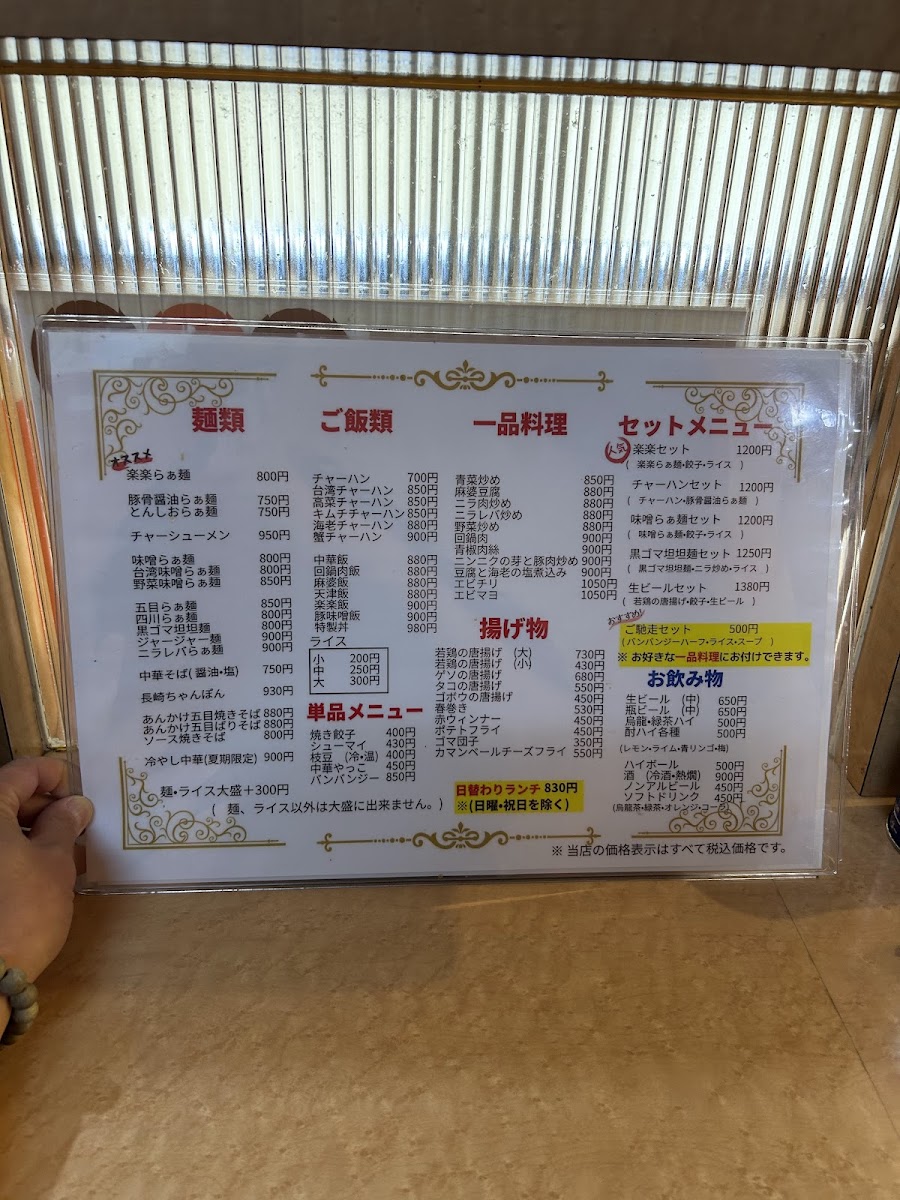 麺類
オススメ
楽楽らぁ麺 800円
豚骨醤油らぁ麺 750円
とんしおらぁ麺 750円
チャーシューメン 950円
味噌らぁ麺 800円
台湾味噌らぁ麺 800円
野菜味噌らぁ麺 850円
五目らぁ麺 850円
四川らぁ麺 800円
黒ゴマ坦坦麺 800円
ジャージャー麺 900円
ニラレバらぁ麺 900円
中華そば(醤油・塩) 750円
長崎ちゃんぽん 930円
あんかけ五目焼きそば 880円
あんかけ五目ばりそば 880円
ソース焼きそば 800円
冷やし中華(夏期限定) 900円
麺・ライス大盛+300円
( 麺、ライス以外は大盛に出来ません。)
ご飯類
チャーハン 700円
台湾チャーハン 850円
高菜チャーハン 850円
キムチチャーハン 850円
海老チャーハン 880円
蟹チャーハン 900円
中華飯 880円
回鍋肉飯 880円
麻婆飯 880円
天津飯 880円
楽楽飯 900円
豚味噌飯 900円
特製丼 980円
ライス
小 200円
中 250円
大 300円
単品メニュー
焼き餃子 400円
シューマイ 430円
枝豆 (冷・温) 400円
中華やっこ 450円
バンバンジー 850円
一品料理
青菜炒め 850円
麻婆豆腐 880円
ニラ肉炒め 880円
ニラレバ炒め 880円
野菜炒め 880円
回鍋肉 900円
青椒肉絲 900円
ニンニクの芽と豚肉炒め 900円
豆腐と海老の塩煮込み 900円
エビチリ 1050円
エビマヨ 1050円
揚げ物
若鶏の唐揚げ (大) 730円
若鶏の唐揚げ (小) 430円
ゲソの唐揚げ 680円
タコの唐揚げ 550円
ゴボウの唐揚げ 450円
春巻き 530円
赤ウィンナー 450円
ポテトフライ 450円
ゴマ団子 350円
カマンベールチーズフライ 550円
日替わりランチ 830円
※(日曜・祝日を除く)
セットメニュー
人気
楽楽セット 1200円
( 楽楽らぁ麺・餃子・ライス )
チャーハンセット 1200円
( チャーハン・豚骨醤油らぁ麺 )
味噌らぁ麺セット 1200円
( 味噌らぁ麺・餃子・ライス )
黒ゴマ坦坦麺セット 1250円
( 黒ゴマ坦坦麺・ニラ炒め・ライス )
生ビールセット 1380円
( 若鶏の唐揚げ・餃子・生ビール )
おすすめ!
ご馳走セット 500円
(バンバンジーハーフ・ライス・スープ )
※ お好きな一品料理にお付けできます。
お飲み物
生ビール (中) 650円
瓶ビール (中) 650円
烏龍・緑茶ハイ 500円
酎ハイ各種 500円
(レモン・ライム・青リンゴ・梅)
ハイボール 500円
酒 (冷酒・熱燗) 900円
ノンアルビール 450円
ソフトドリンク 450円
(烏龍茶・緑茶・オレンジ・コーラ)
※ 当店の価格表示はすべて税込価格です。